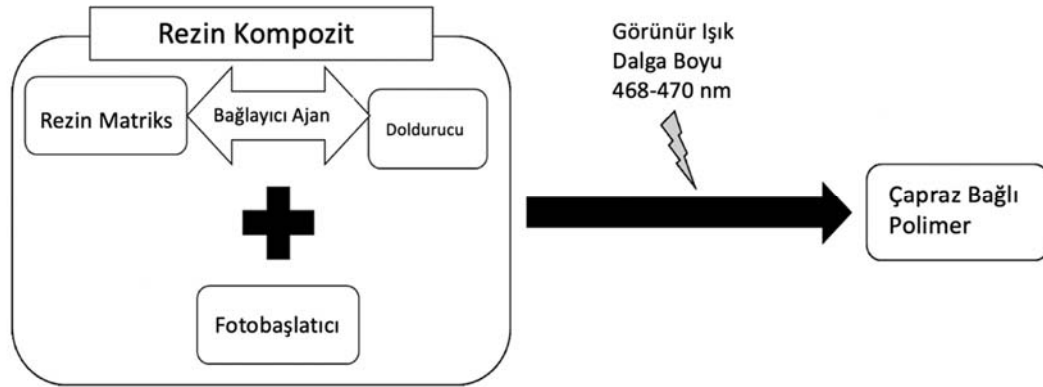 Rezin Kompozit
Rezin Matriks
Bağlayıcı Ajan
Doldurucu
Fotobaşlatıcı
Görünür Işık
Dalga Boyu
468-470 nm
Çapraz Bağlı
Polimer